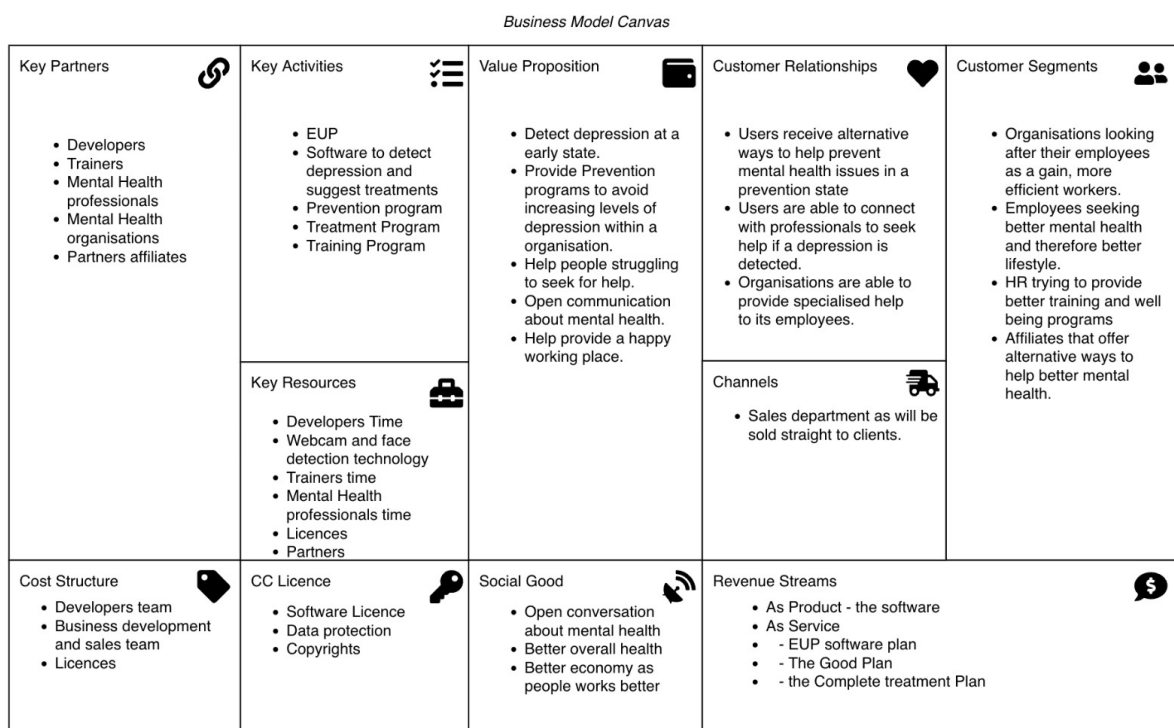 Business Model Canvas
Key Partners
• Developers
• Trainers
• Mental Health
professionals
• Mental Health
organisations
• Partners affiliates
Key Activities
• EUP
• Software to detect
depression and
suggest treatments
• Prevention program
• Treatment Program
• Training Program
Key Resources
• Developers Time
• Webcam and face
detection technology
• Trainers time
• Mental Health
professionals time
• Licences
• Partners
Value Proposition
• Detect depression at a
early state.
• Provide Prevention
programs to avoid
increasing levels of
depression within a
organisation.
• Help people struggling
to seek for help.
• Open communication
about mental health.
• Help provide a happy
working place.
Customer Relationships
• Users receive alternative
ways to help prevent
mental health issues in a
prevention state
• Users are able to connect
with professionals to seek
help if a depression is
detected.
• Organisations are able to
provide specialised help
to its employees.
Channels
• Sales department as will be
sold straight to clients.
Customer Segments
• Organisations looking
after their employees
as a gain, more
efficient workers.
• Employees seeking
better mental health
and therefore better
lifestyle.
• HR trying to provide
better training and well
being programs
• Affiliates that offer
alternative ways to
help better mental
health.
Cost Structure
• Developers team
• Business development
and sales team
• Licences
CC Licence
• Software Licence
• Data protection
• Copyrights
Social Good
• Open conversation
about mental health
• Better overall health
• Better economy as
people works better
Revenue Streams
$
• As Product - the software
• As Service
• - EUP software plan
• - The Good Plan
• - the Complete treatment Plan